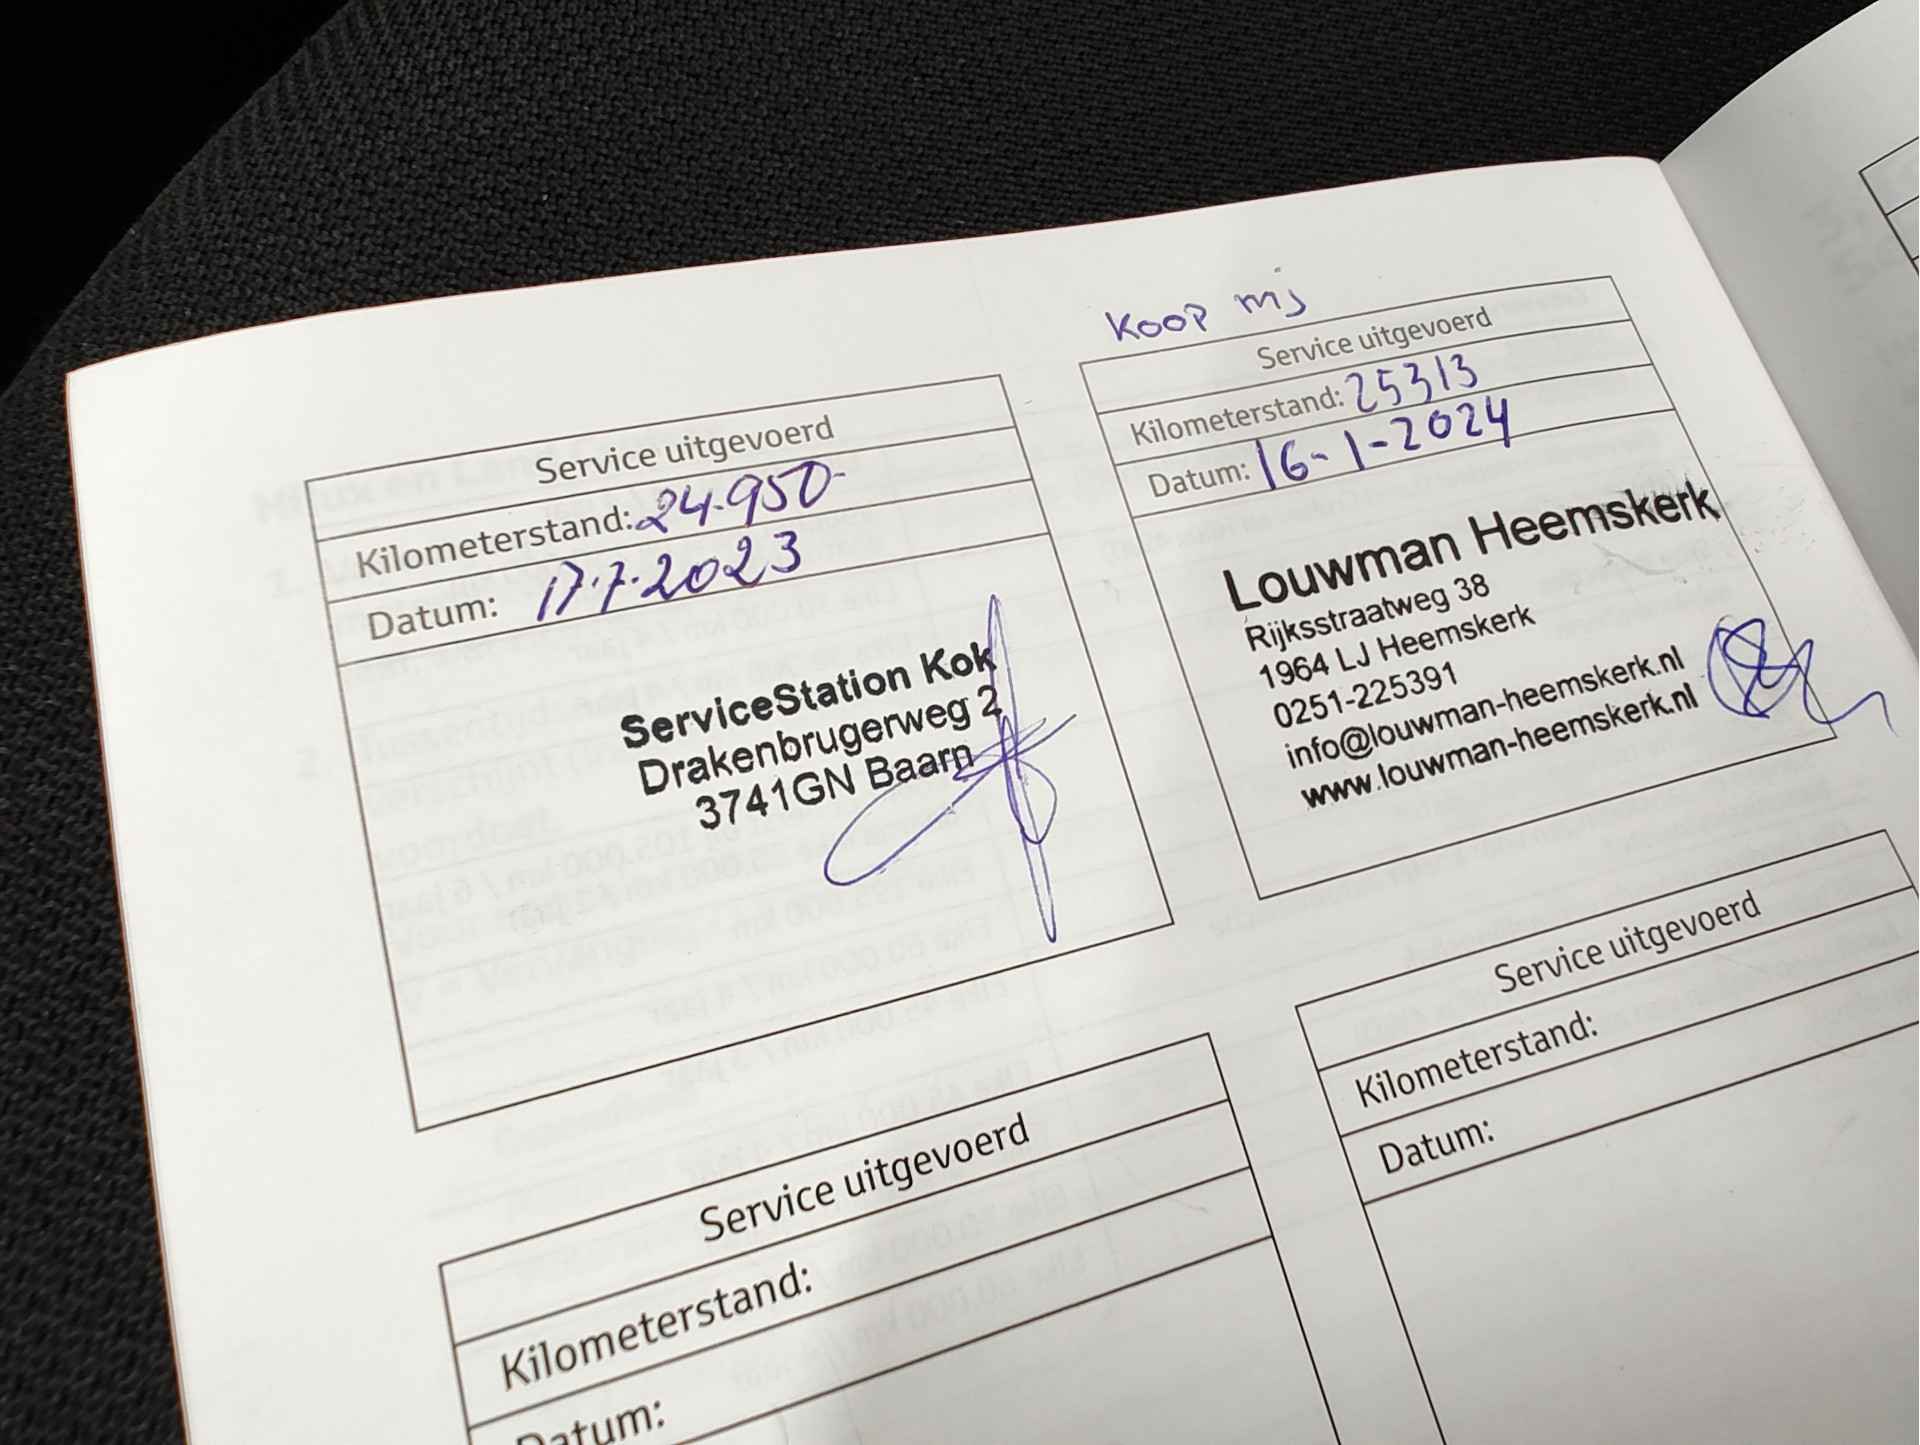 Service uitgevoerd
Kilometerstand: 24.950-
Datum: 17.7.2023
ServiceStation Kok
Drakenbrugerweg 2
3741GN Baarn
Koop mij
Service uitgevoerd
Kilometerstand: 25313
Datum: 16-1-2024
Louwman Heemskerk
Rijksstraatweg 38
1964 LJ Heemskerk
0251-225391
info@louwman-heemskerk.nl
www.louwman-heemskerk.nl
Service uitgevoerd
Kilometerstand:
Datum:
Service uitgevoerd
Kilometerstand:
Datum: